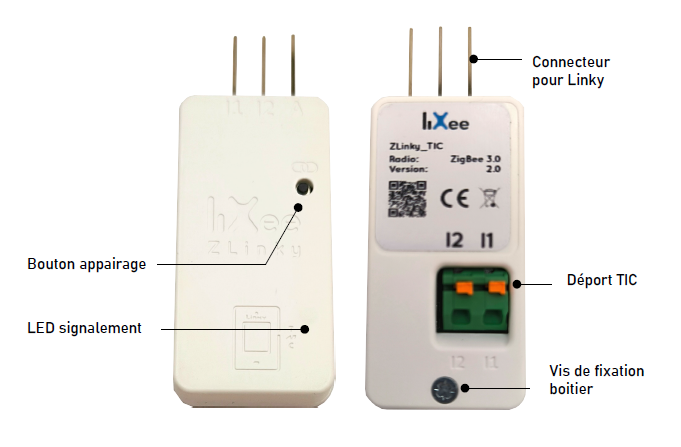 Connecteur
pour Linky
I1 I2 A
liXee
ZLinky_TIC
Radio: ZigBee 3.0
Version: 2.0
CE
I2 I1
liXee
ZLinky
Bouton appairage
Déport TIC
LED signalement
I2 I1
Vis de fixation
boitier